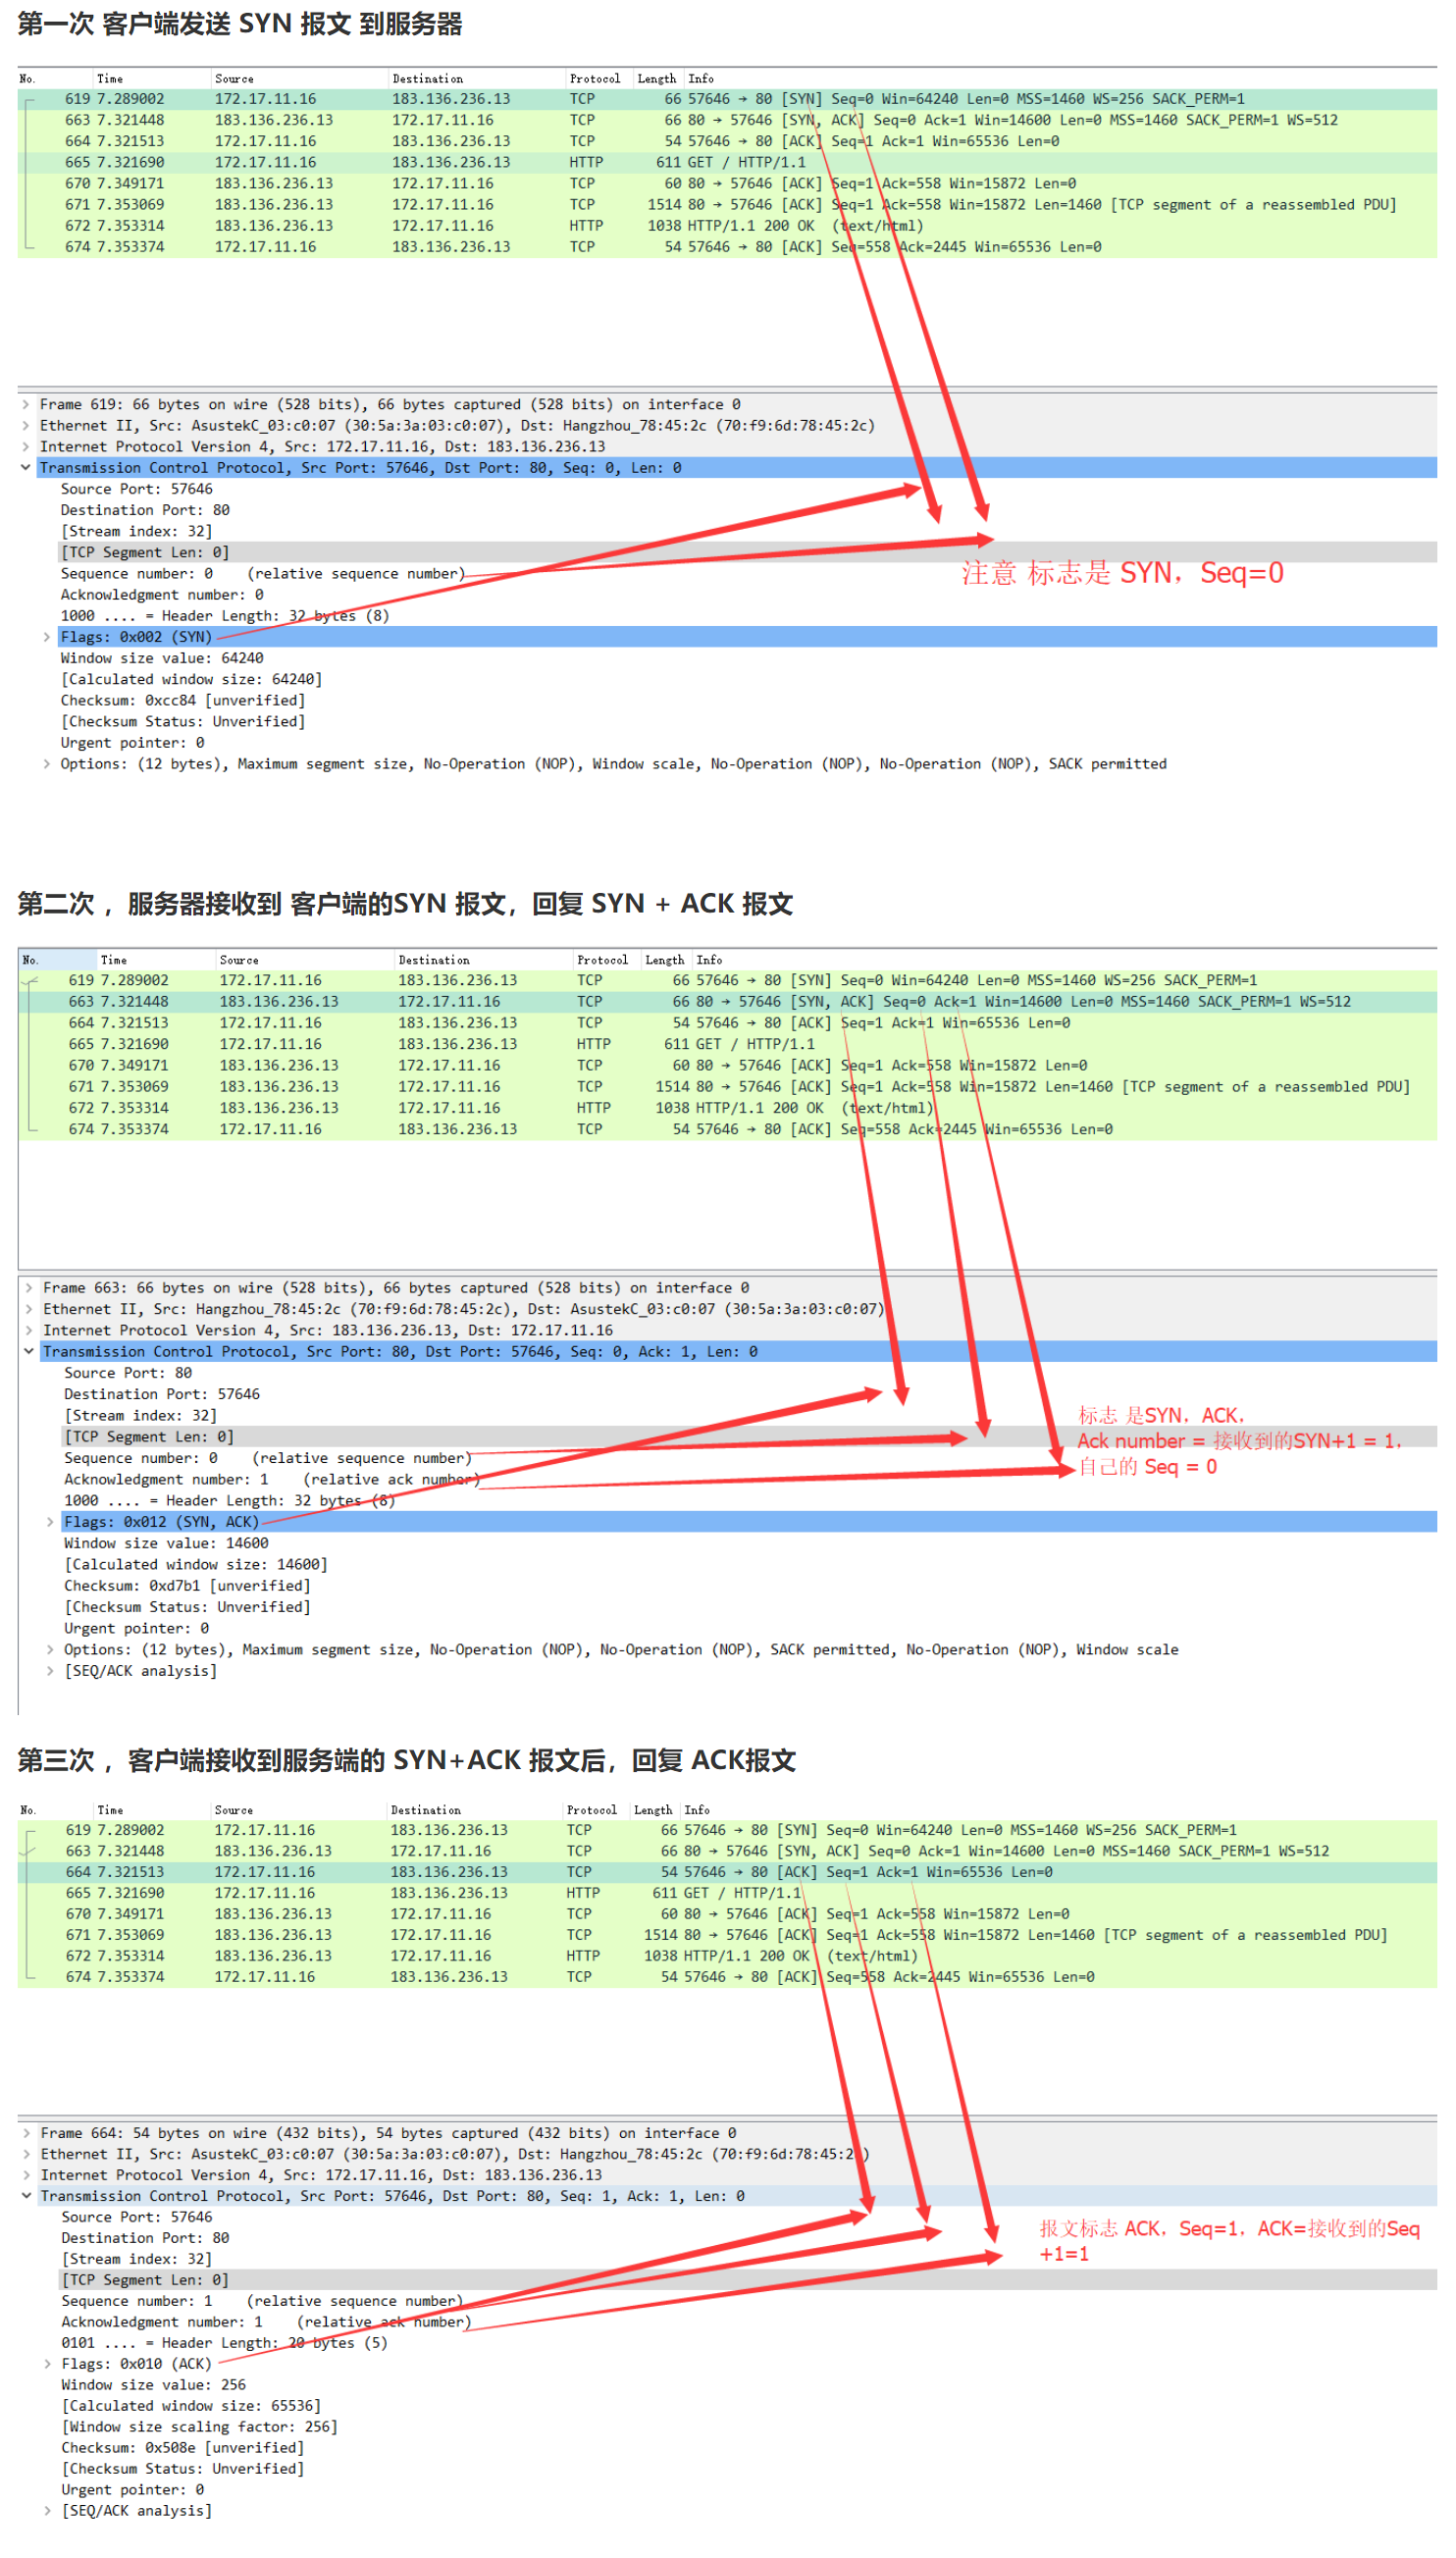 第一次 客户端发送 SYN 报文 到服务器
No. Time Source Destination Protocol Length Info
619 7.289002 172.17.11.16 183.136.236.13 TCP 66 57646 → 80 [SYN] Seq=0 Win=64240 Len=0 MSS=1460 WS=256 SACK_PERM=1
663 7.321448 183.136.236.13 172.17.11.16 TCP 66 80 → 57646 [SYN, ACK] Seq=0 Ack=1 Win=14600 Len=0 MSS=1460 SACK_PERM=1 WS=512
664 7.321513 172.17.11.16 183.136.236.13 TCP 54 57646 → 80 [ACK] Seq=1 Ack=1 Win=65536 Len=0
665 7.321690 172.17.11.16 183.136.236.13 HTTP 611 GET / HTTP/1.1
670 7.349171 183.136.236.13 172.17.11.16 TCP 60 80 → 57646 [ACK] Seq=1 Ack=558 Win=15872 Len=0
671 7.353069 183.136.236.13 172.17.11.16 TCP 1514 80 → 57646 [ACK] Seq=1 Ack=558 Win=15872 Len=1460 [TCP segment of a reassembled PDU]
672 7.353314 183.136.236.13 172.17.11.16 HTTP 1038 HTTP/1.1 200 OK (text/html)
674 7.353374 172.17.11.16 183.136.236.13 TCP 54 57646 → 80 [ACK] Seq=558 Ack=2445 Win=65536 Len=0
Frame 619: 66 bytes on wire (528 bits), 66 bytes captured (528 bits) on interface 0
Ethernet II, Src: AsustekC_03:c0:07 (30:5a:3a:03:c0:07), Dst: Hangzhou_78:45:2c (70:f9:6d:78:45:2c)
Internet Protocol Version 4, Src: 172.17.11.16, Dst: 183.136.236.13
Transmission Control Protocol, Src Port: 57646, Dst Port: 80, Seq: 0, Len: 0
Source Port: 57646
Destination Port: 80
[Stream index: 32]
[TCP Segment Len: 0]
Sequence number: 0 (relative sequence number)
注意 标志是 SYN，Seq=0
Acknowledgment number: 0
1000 .... = Header Length: 32 bytes (8)
Flags: 0x002 (SYN)
Window size value: 64240
[Calculated window size: 64240]
Checksum: 0xcc84 [unverified]
[Checksum Status: Unverified]
Urgent pointer: 0
Options: (12 bytes), Maximum segment size, No-Operation (NOP), Window scale, No-Operation (NOP), No-Operation (NOP), SACK permitted
第二次 ，服务器接收到 客户端的SYN 报文，回复 SYN + ACK 报文
No. Time Source Destination Protocol Length Info
619 7.289002 172.17.11.16 183.136.236.13 TCP 66 57646 → 80 [SYN] Seq=0 Win=64240 Len=0 MSS=1460 WS=256 SACK_PERM=1
663 7.321448 183.136.236.13 172.17.11.16 TCP 66 80 → 57646 [SYN, ACK] Seq=0 Ack=1 Win=14600 Len=0 MSS=1460 SACK_PERM=1 WS=512
664 7.321513 172.17.11.16 183.136.236.13 TCP 54 57646 → 80 [ACK] Seq=1 Ack=1 Win=65536 Len=0
665 7.321690 172.17.11.16 183.136.236.13 HTTP 611 GET / HTTP/1.1
670 7.349171 183.136.236.13 172.17.11.16 TCP 60 80 → 57646 [ACK] Seq=1 Ack=558 Win=15872 Len=0
671 7.353069 183.136.236.13 172.17.11.16 TCP 1514 80 → 57646 [ACK] Seq=1 Ack=558 Win=15872 Len=1460 [TCP segment of a reassembled PDU]
672 7.353314 183.136.236.13 172.17.11.16 HTTP 1038 HTTP/1.1 200 OK (text/html)
674 7.353374 172.17.11.16 183.136.236.13 TCP 54 57646 → 80 [ACK] Seq=558 Ack=2445 Win=65536 Len=0
Frame 663: 66 bytes on wire (528 bits), 66 bytes captured (528 bits) on interface 0
Ethernet II, Src: Hangzhou_78:45:2c (70:f9:6d:78:45:2c), Dst: AsustekC_03:c0:07 (30:5a:3a:03:c0:07)
Internet Protocol Version 4, Src: 183.136.236.13, Dst: 172.17.11.16
Transmission Control Protocol, Src Port: 80, Dst Port: 57646, Seq: 0, Ack: 1, Len: 0
Source Port: 80
Destination Port: 57646
[Stream index: 32]
[TCP Segment Len: 0]
Sequence number: 0 (relative sequence number)
Acknowledgment number: 1 (relative ack number)
1000 .... = Header Length: 32 bytes (8)
标志 是SYN，ACK，
Ack number = 接收到的SYN+1 = 1，
自己的 Seq = 0
Flags: 0x012 (SYN, ACK)
Window size value: 14600
[Calculated window size: 14600]
Checksum: 0xd7b1 [unverified]
[Checksum Status: Unverified]
Urgent pointer: 0
Options: (12 bytes), Maximum segment size, No-Operation (NOP), No-Operation (NOP), SACK permitted, No-Operation (NOP), Window scale
[SEQ/ACK analysis]
第三次 ，客户端接收到服务端的 SYN+ACK 报文后，回复 ACK报文
No. Time Source Destination Protocol Length Info
619 7.289002 172.17.11.16 183.136.236.13 TCP 66 57646 → 80 [SYN] Seq=0 Win=64240 Len=0 MSS=1460 WS=256 SACK_PERM=1
663 7.321448 183.136.236.13 172.17.11.16 TCP 66 80 → 57646 [SYN, ACK] Seq=0 Ack=1 Win=14600 Len=0 MSS=1460 SACK_PERM=1 WS=512
664 7.321513 172.17.11.16 183.136.236.13 TCP 54 57646 → 80 [ACK] Seq=1 Ack=1 Win=65536 Len=0
665 7.321690 172.17.11.16 183.136.236.13 HTTP 611 GET / HTTP/1.1
670 7.349171 183.136.236.13 172.17.11.16 TCP 60 80 → 57646 [ACK] Seq=1 Ack=558 Win=15872 Len=0
671 7.353069 183.136.236.13 172.17.11.16 TCP 1514 80 → 57646 [ACK] Seq=1 Ack=558 Win=15872 Len=1460 [TCP segment of a reassembled PDU]
672 7.353314 183.136.236.13 172.17.11.16 HTTP 1038 HTTP/1.1 200 OK (text/html)
674 7.353374 172.17.11.16 183.136.236.13 TCP 54 57646 → 80 [ACK] Seq=558 Ack=2445 Win=65536 Len=0
Frame 664: 54 bytes on wire (432 bits), 54 bytes captured (432 bits) on interface 0
Ethernet II, Src: AsustekC_03:c0:07 (30:5a:3a:03:c0:07), Dst: Hangzhou_78:45:2c (70:f9:6d:78:45:2c)
Internet Protocol Version 4, Src: 172.17.11.16, Dst: 183.136.236.13
Transmission Control Protocol, Src Port: 57646, Dst Port: 80, Seq: 1, Ack: 1, Len: 0
Source Port: 57646
Destination Port: 80
[Stream index: 32]
[TCP Segment Len: 0]
报文标志 ACK，Seq=1，ACK=接收到的Seq
+1=1
Sequence number: 1 (relative sequence number)
Acknowledgment number: 1 (relative ack number)
0101 .... = Header Length: 20 bytes (5)
Flags: 0x010 (ACK)
Window size value: 256
[Calculated window size: 65536]
[Window size scaling factor: 256]
Checksum: 0x508e [unverified]
[Checksum Status: Unverified]
Urgent pointer: 0
[SEQ/ACK analysis]